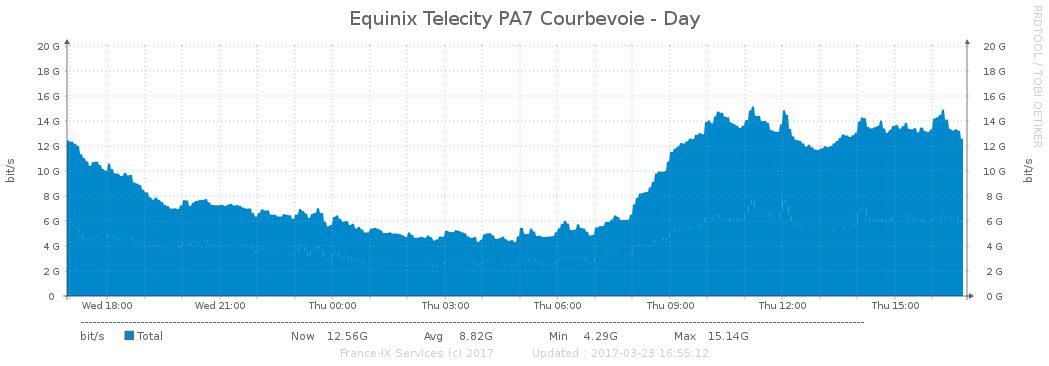 Equinix Telecity PA7 Courbevoie - Day
RRDTOOL / TOBI OETIKER
bit/s
20 G
18 G
16 G
14 G
12 G
10 G
8 G
6 G
4 G
2 G
0
20 G
18 G
16 G
14 G
12 G
10 G
8 G
6 G
4 G
2 G
0 G
bit/s
Wed 18:00 Wed 21:00 Thu 00:00 Thu 03:00 Thu 06:00 Thu 09:00 Thu 12:00 Thu 15:00
bit/s Total Now 12.56G Avg 8.82G Min 4.29G Max 15.14G
France-IX Services (c) 2017 Updated : 2017-03-23 16:55:12